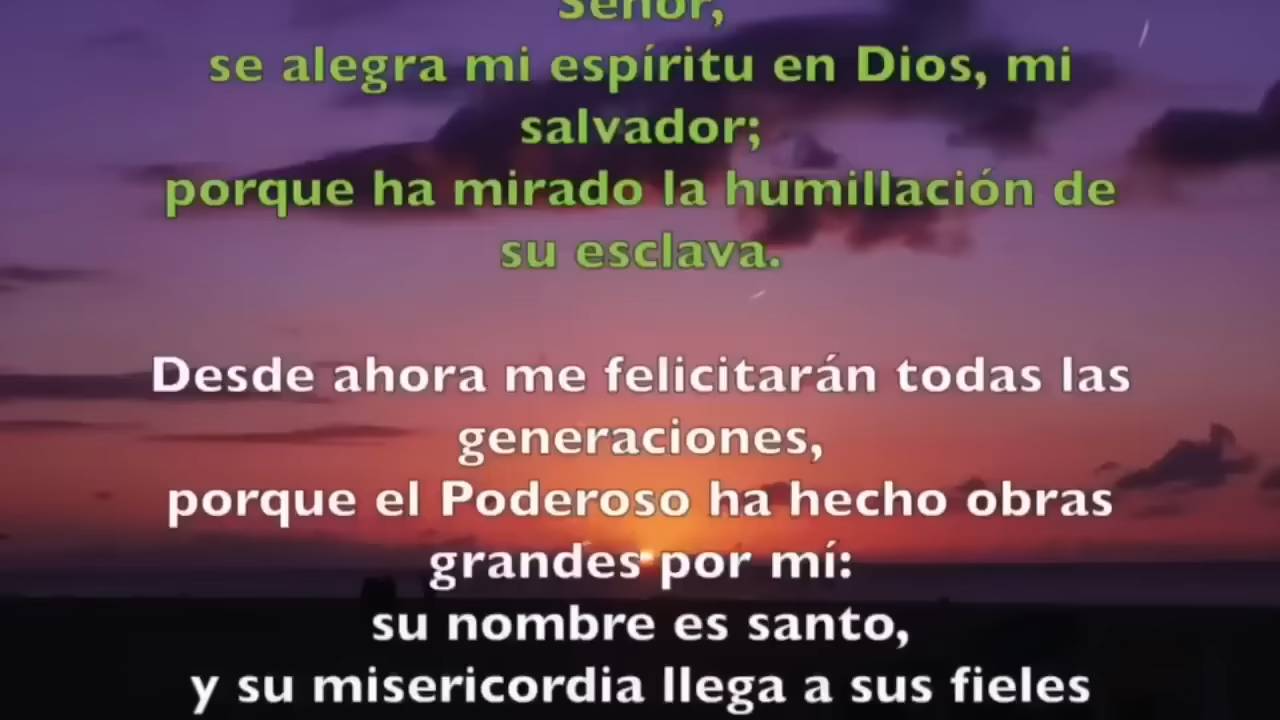 Señor,
se alegra mi espíritu en Dios, mi
salvador;
porque ha mirado la humillación de
su esclava.
Desde ahora me felicitarán todas las
generaciones,
porque el Poderoso ha hecho obras
grandes por mí:
su nombre es santo,
y su misericordia llega a sus fieles